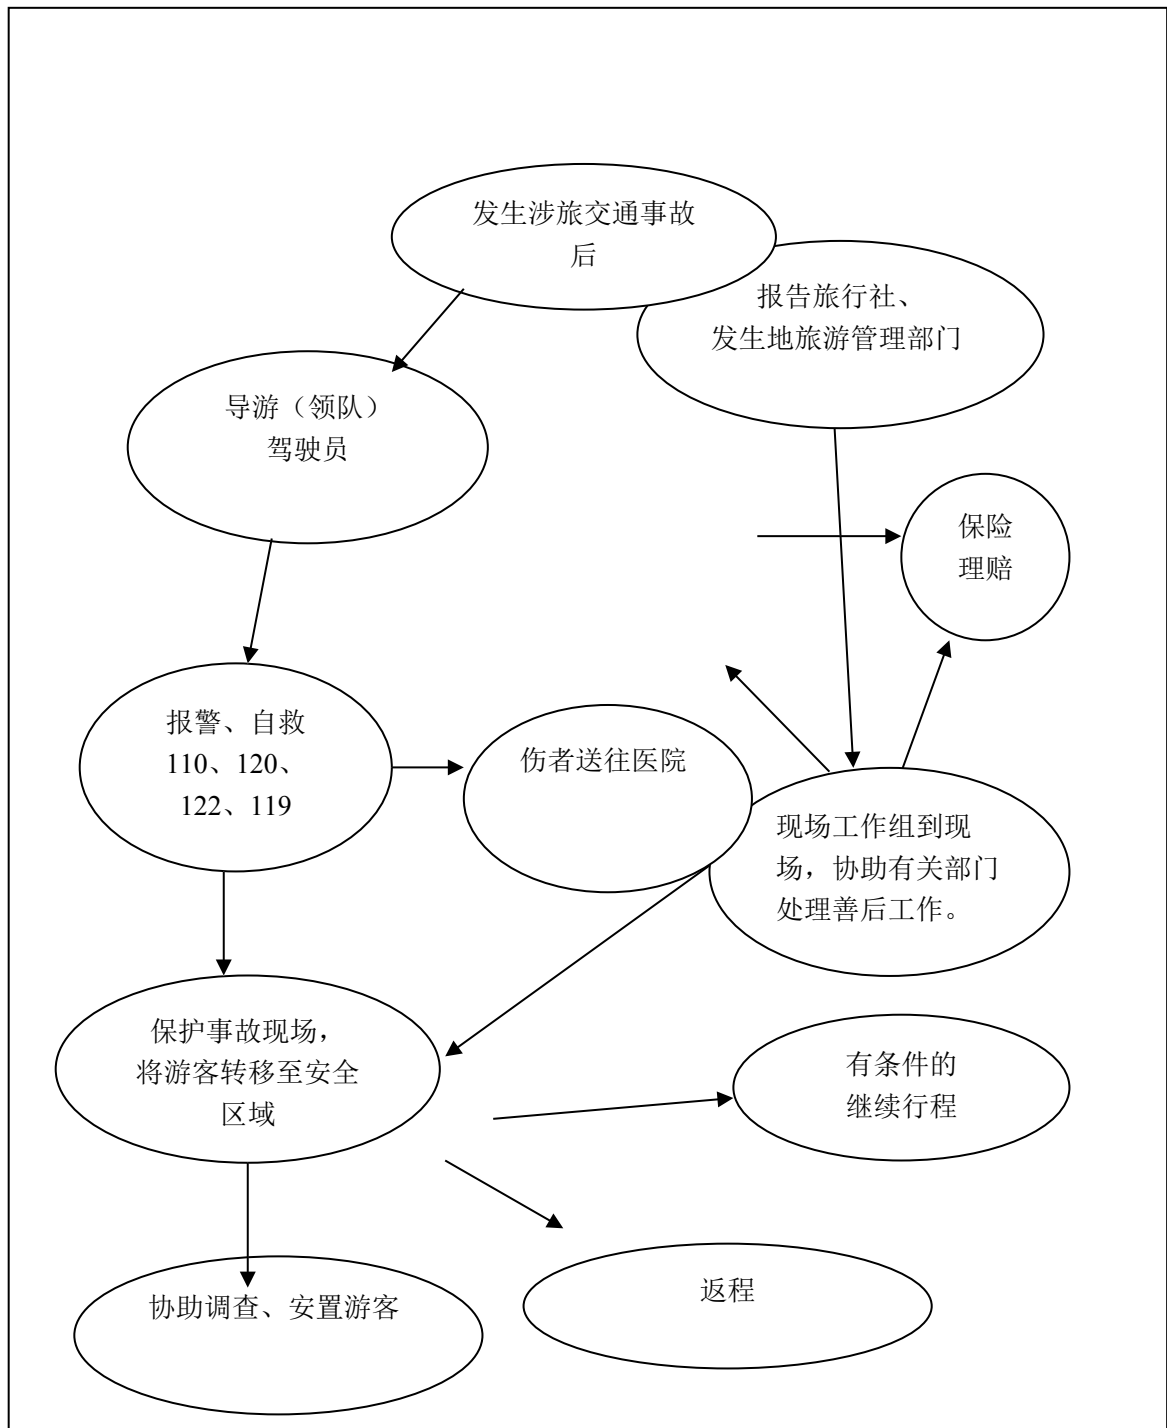 发生涉旅交通事故
后
报告旅行社、
发生地旅游管理部门
导游（领队）
驾驶员
保险
理赔
报警、自救
110、120、
122、119
伤者送往医院
现场工作组到现
场，协助有关部门
处理善后工作。
保护事故现场，
将游客转移至安全
区域
有条件的
继续行程
协助调查、安置游客
返程